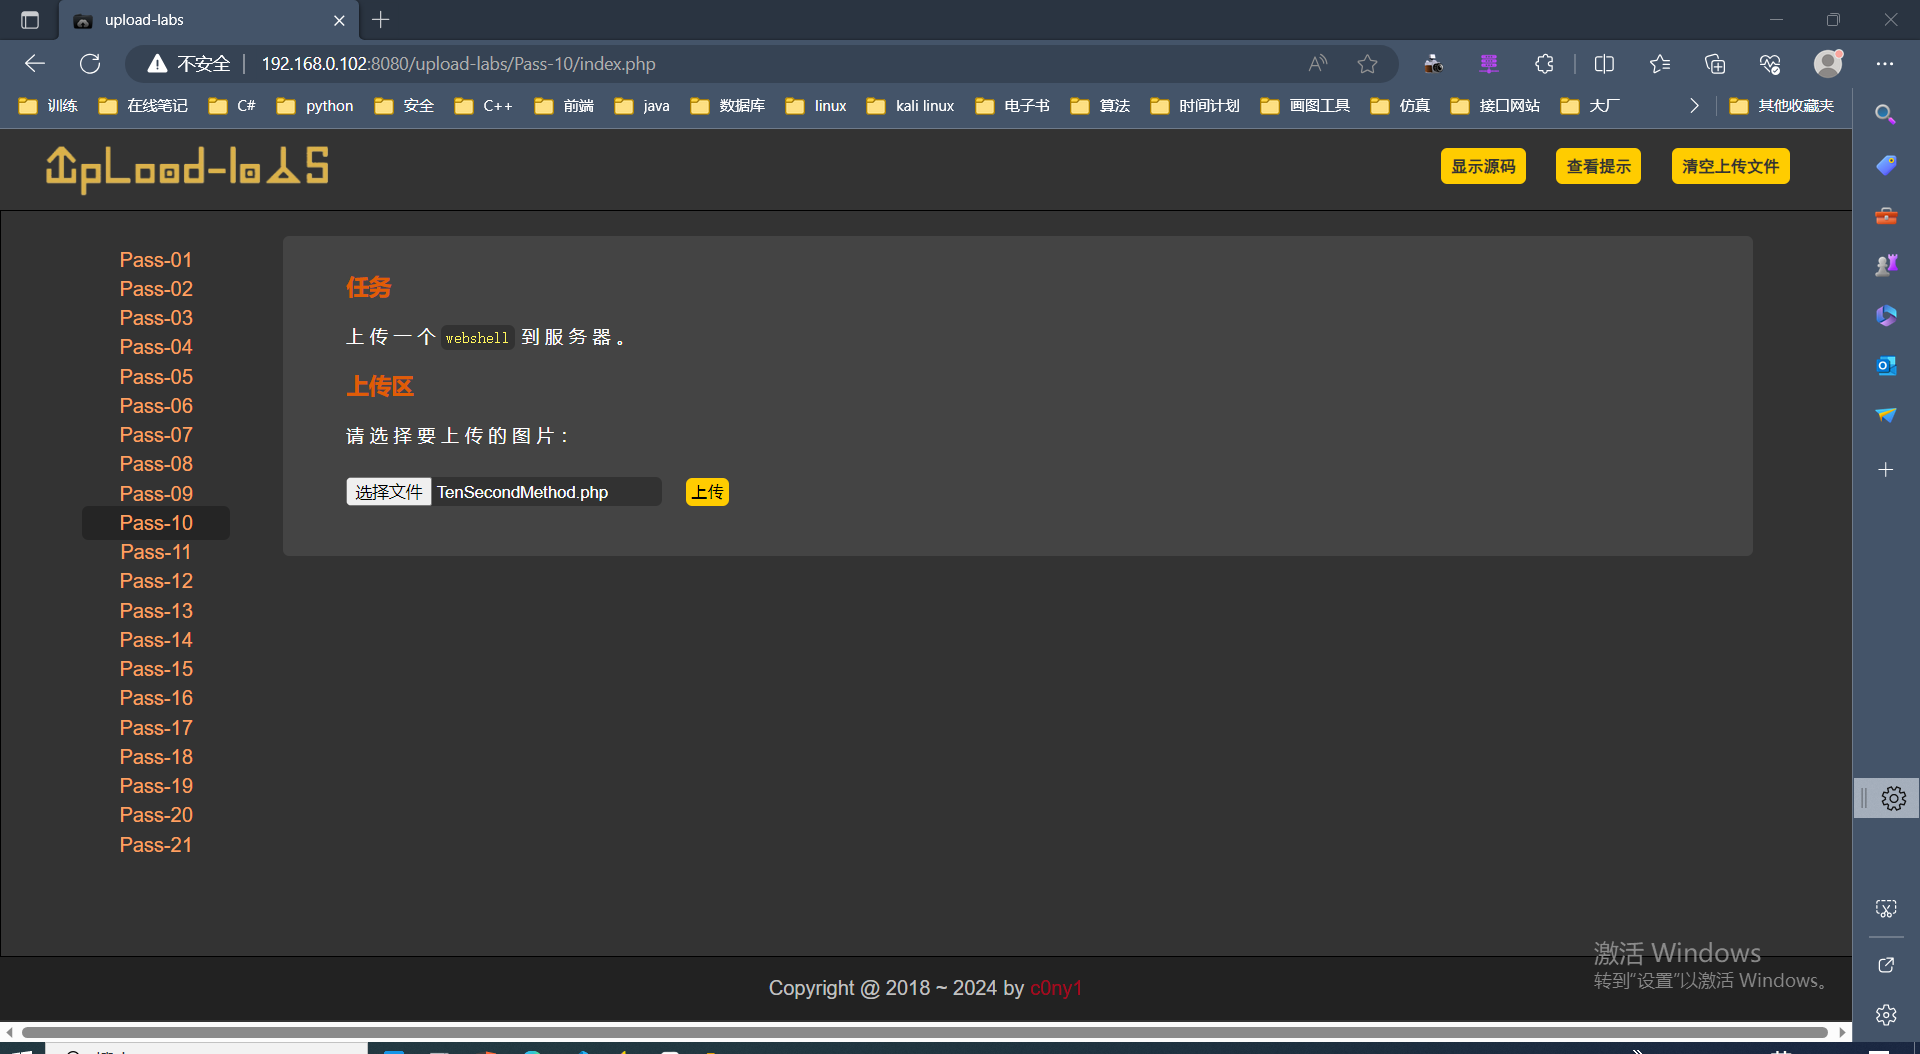 upload-labs
不安全 192.168.0.102:8080/upload-labs/Pass-10/index.php
训练 在线笔记 C# python 安全 C++ 前端 java 数据库 linux kali linux 电子书 算法 时间计划 画图工具 仿真 接口网站 大厂 其他收藏夹
UpLoad-labS 显示源码 查看提示 清空上传文件
Pass-01
Pass-02
Pass-03
Pass-04
Pass-05
Pass-06
Pass-07
Pass-08
Pass-09
Pass-10
Pass-11
Pass-12
Pass-13
Pass-14
Pass-15
Pass-16
Pass-17
Pass-18
Pass-19
Pass-20
Pass-21
任务
上传一个 webshell 到服务器。
上传区
请选择要上传的图片：
选择文件 TenSecondMethod.php 上传
激活 Windows
转到“设置”以激活 Windows。
Copyright @ 2018 ~ 2024 by c0ny1